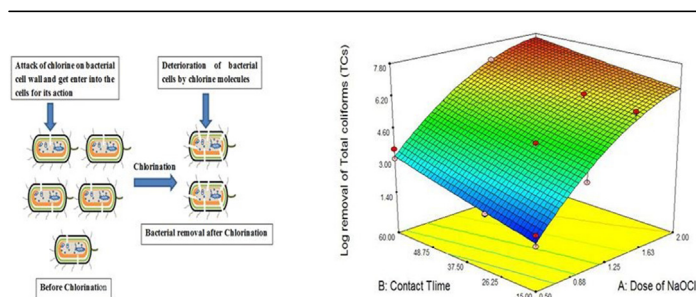 Attack of chlorine on bacterial
cell wall and get enter into the
cells for its action
Deterioration of bacterial
cells by chlorine molecules
Chlorination
Bacterial removal after Chlorination
Before Chlorination
Log removal of Total coliforms (TCs)
7.80
6.20
4.60
3.00
1.40
60.00
48.75
37.50
26.25
15.00
0.50
0.88
1.25
1.63
2.00
B: Contact TIime
A: Dose of NaOCl